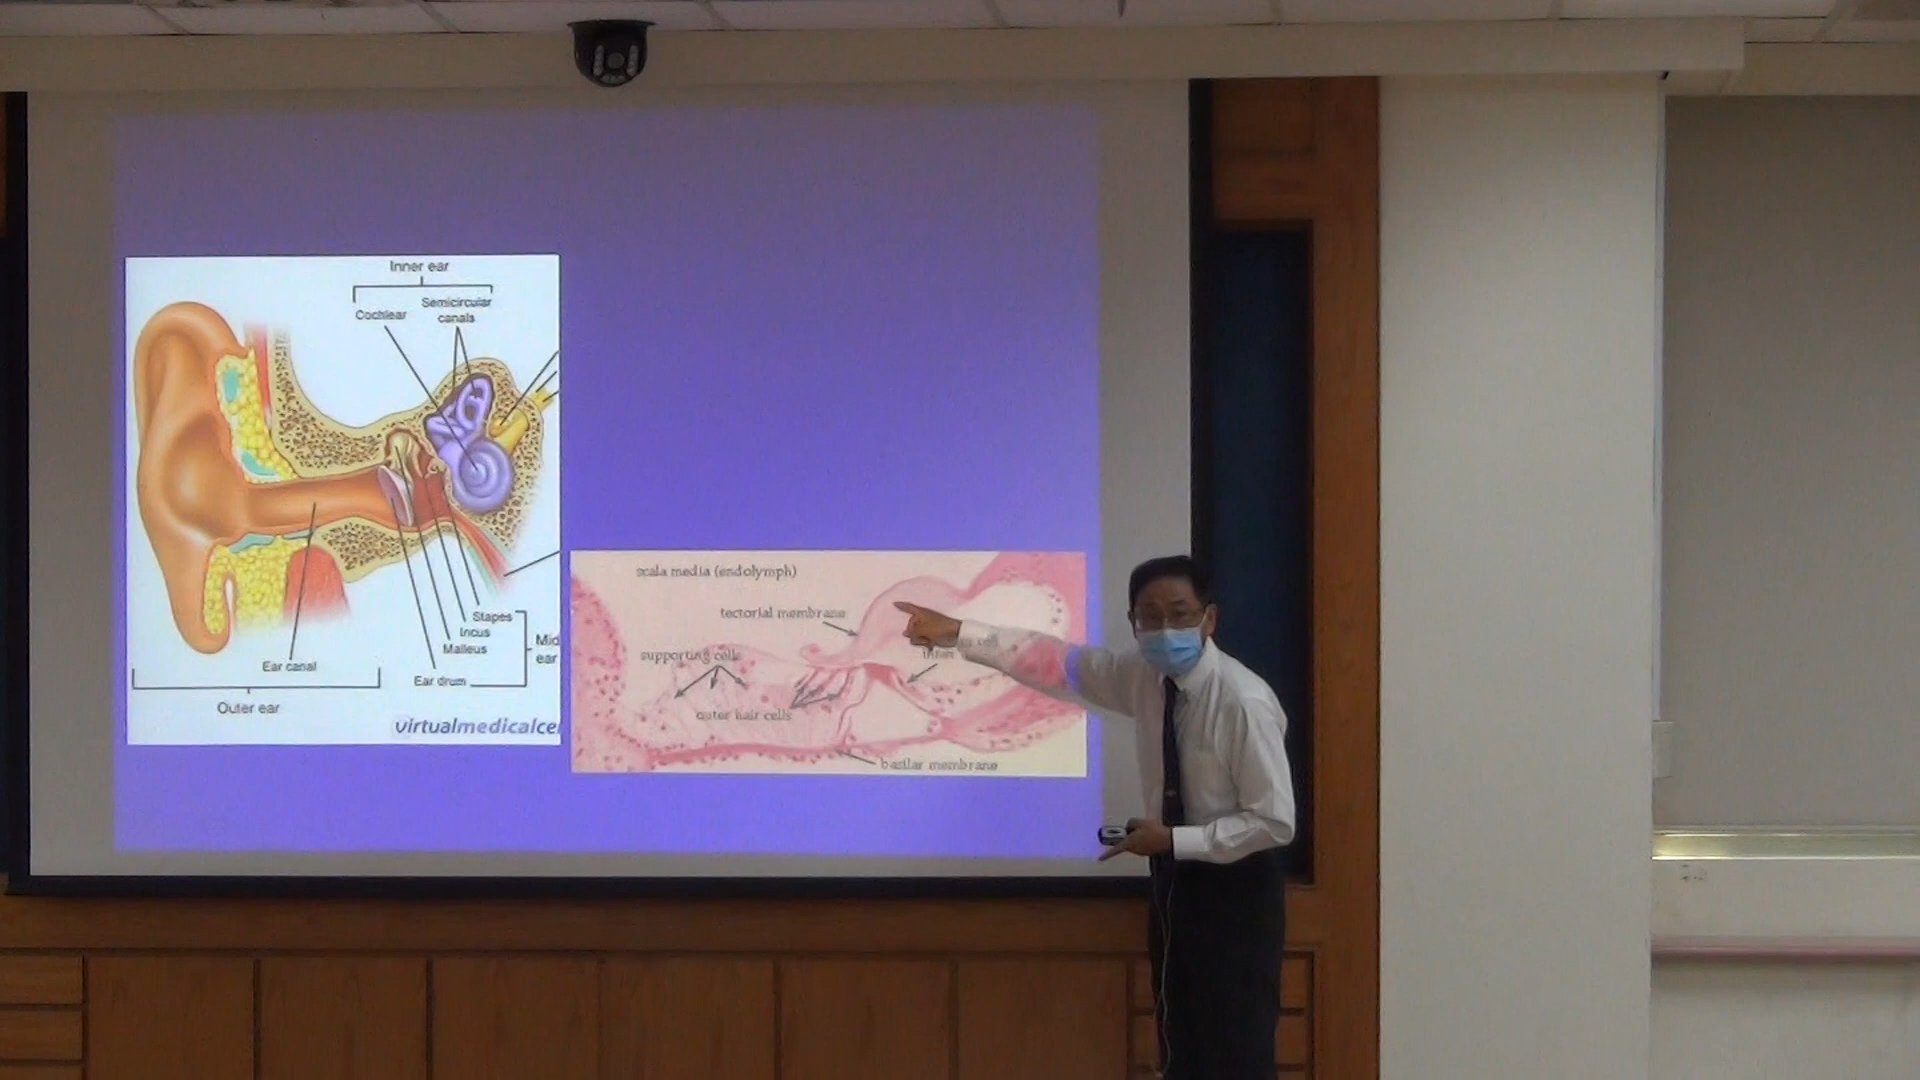 Inner ear
Semicircular
canals
Cochlear
Stapes
Incus
Malleus
Mid
ear
Ear canal
Ear drum
Outer ear
virtualmedicalce
scala media (endolymph)
tectorial membrane
supporting cells
cell
outer hair cells
basilar membrane